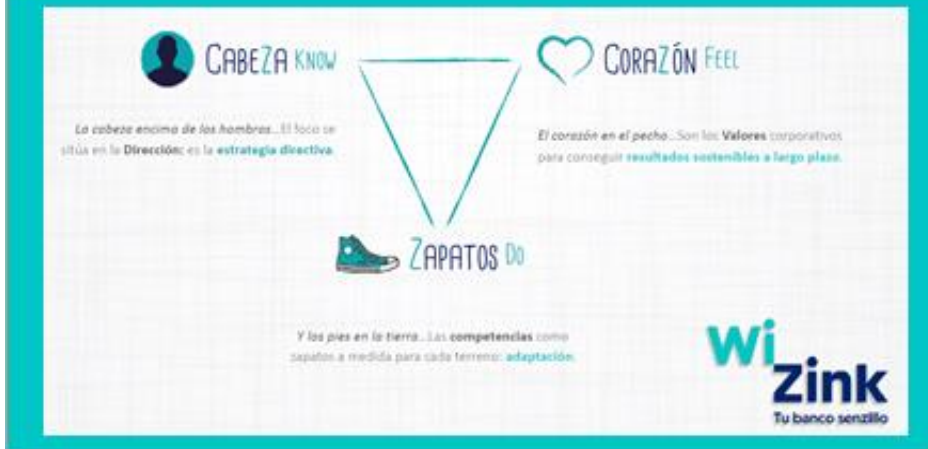 CABEZA KNOW
CORAZÓN FEEL
La cabeza encima de los hombros...El foco se
sitúa en la Dirección: es la estrategia directiva.
El corazón en el pecho...Son los Valores corporativos
para conseguir resultados sostenibles a largo plazo.
ZAPATOS DO
Y los pies en la tierra...Las competencias como
zapatos a medida para cada terreno: adaptación.
Wi
Zink
Tu banco senzillo